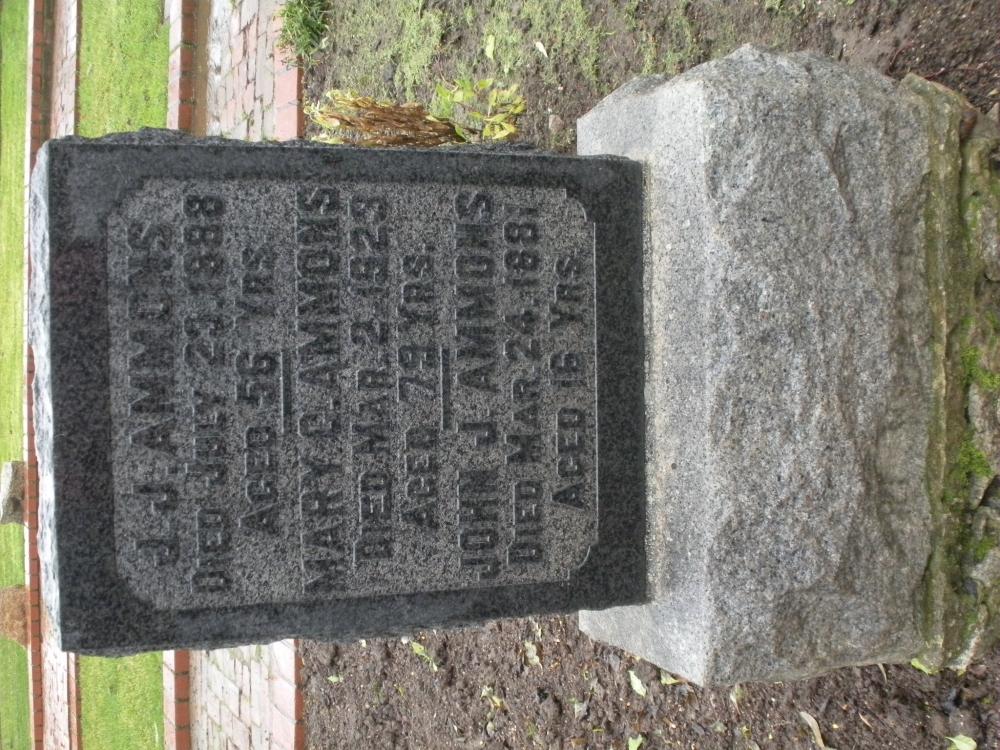 J. J. AMMONS
DIED JULY 29, 1888
AGED 56 YRS.
MARY C. AMMONS
DIED MAR. 2, 1923
AGED 79 YRS.
JOHN J. AMMONS
DIED MAR. 24, 1881
AGED 16 YRS.